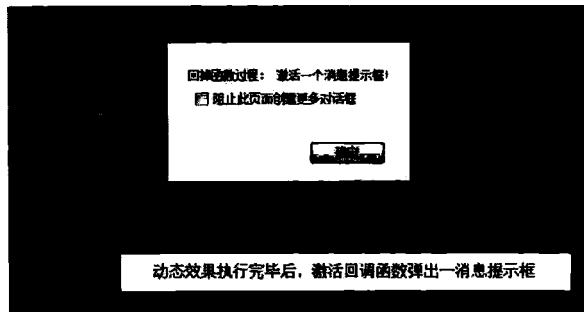 回调函数过程： 激活一个消息提示框！
阻止此页面创建更多对话框
确定
动态效果执行完毕后，激活回调函数弹出一消息提示框